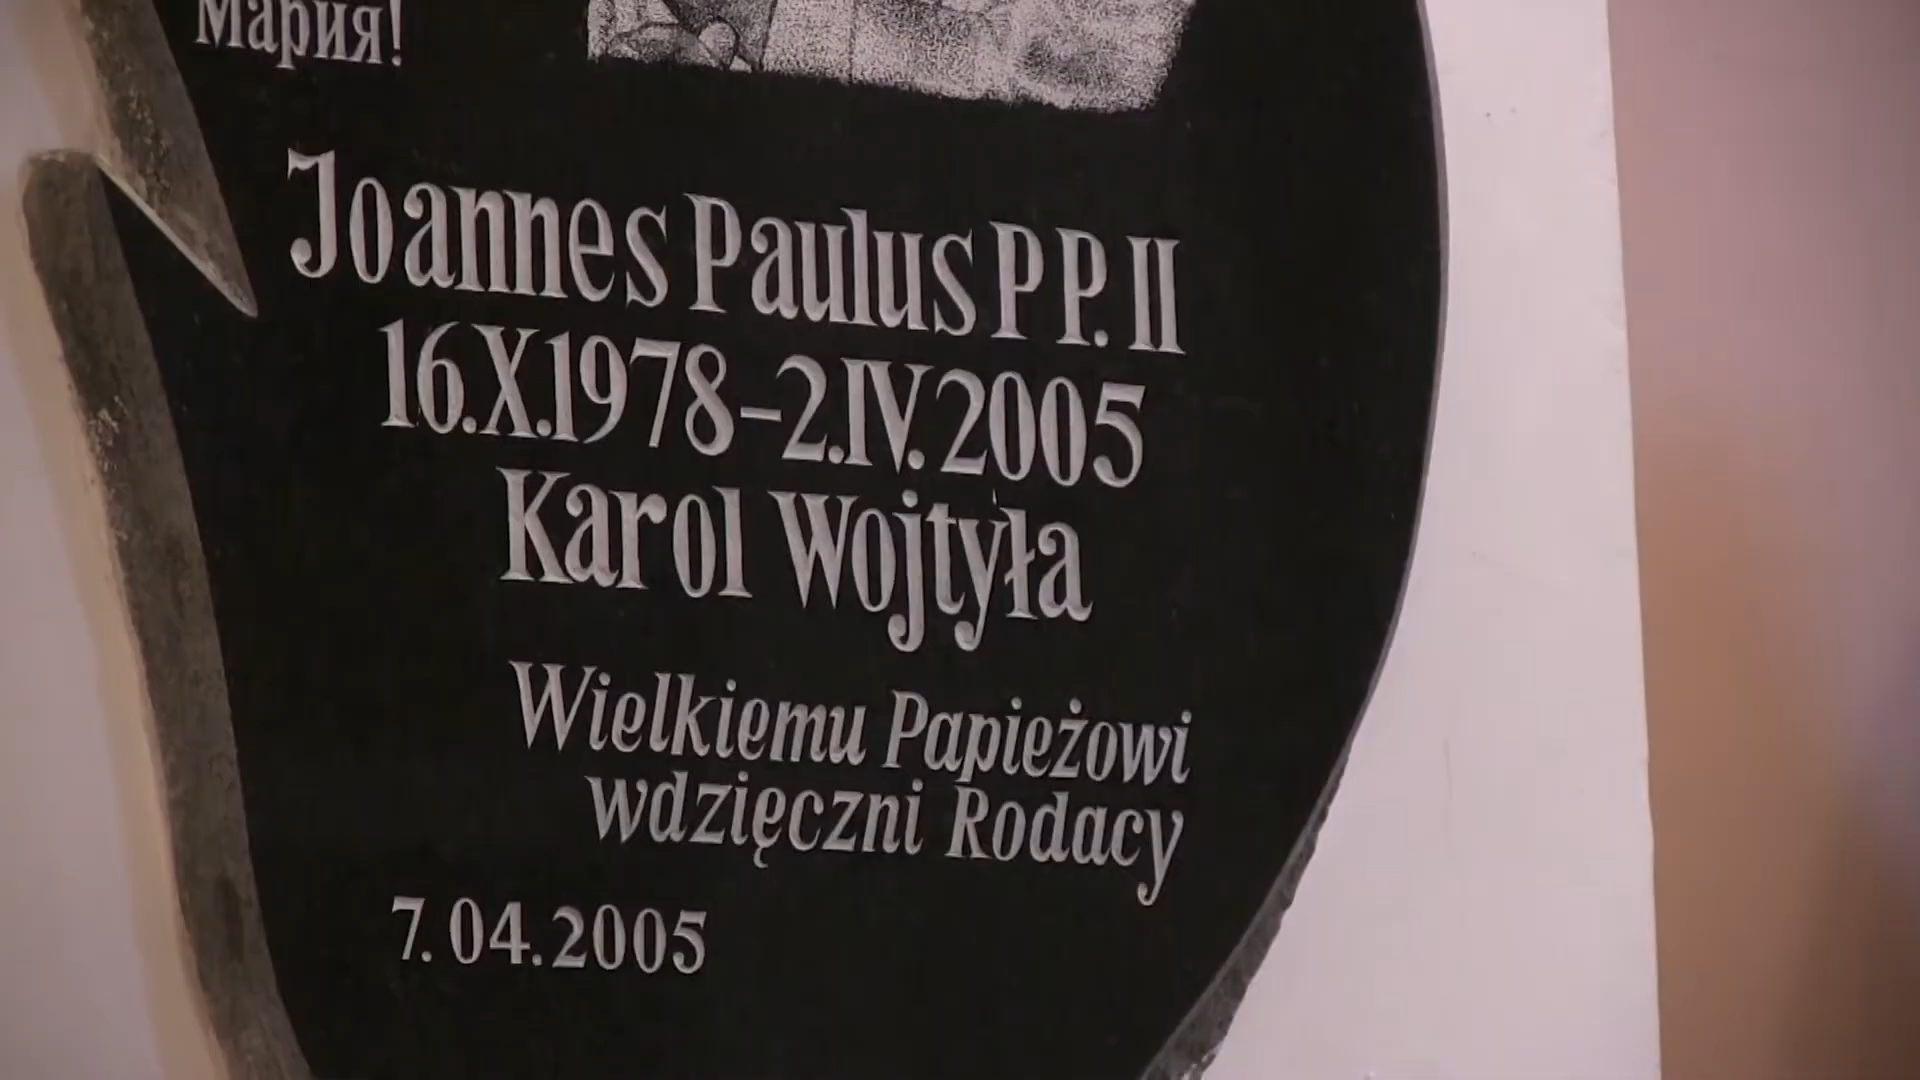 Мария!
Joannes Paulus PP. II
16.X.1978-2.IV.2005
Karol Wojtyła
Wielkiemu Papieżowi
wdzięczni Rodacy
7.04.2005